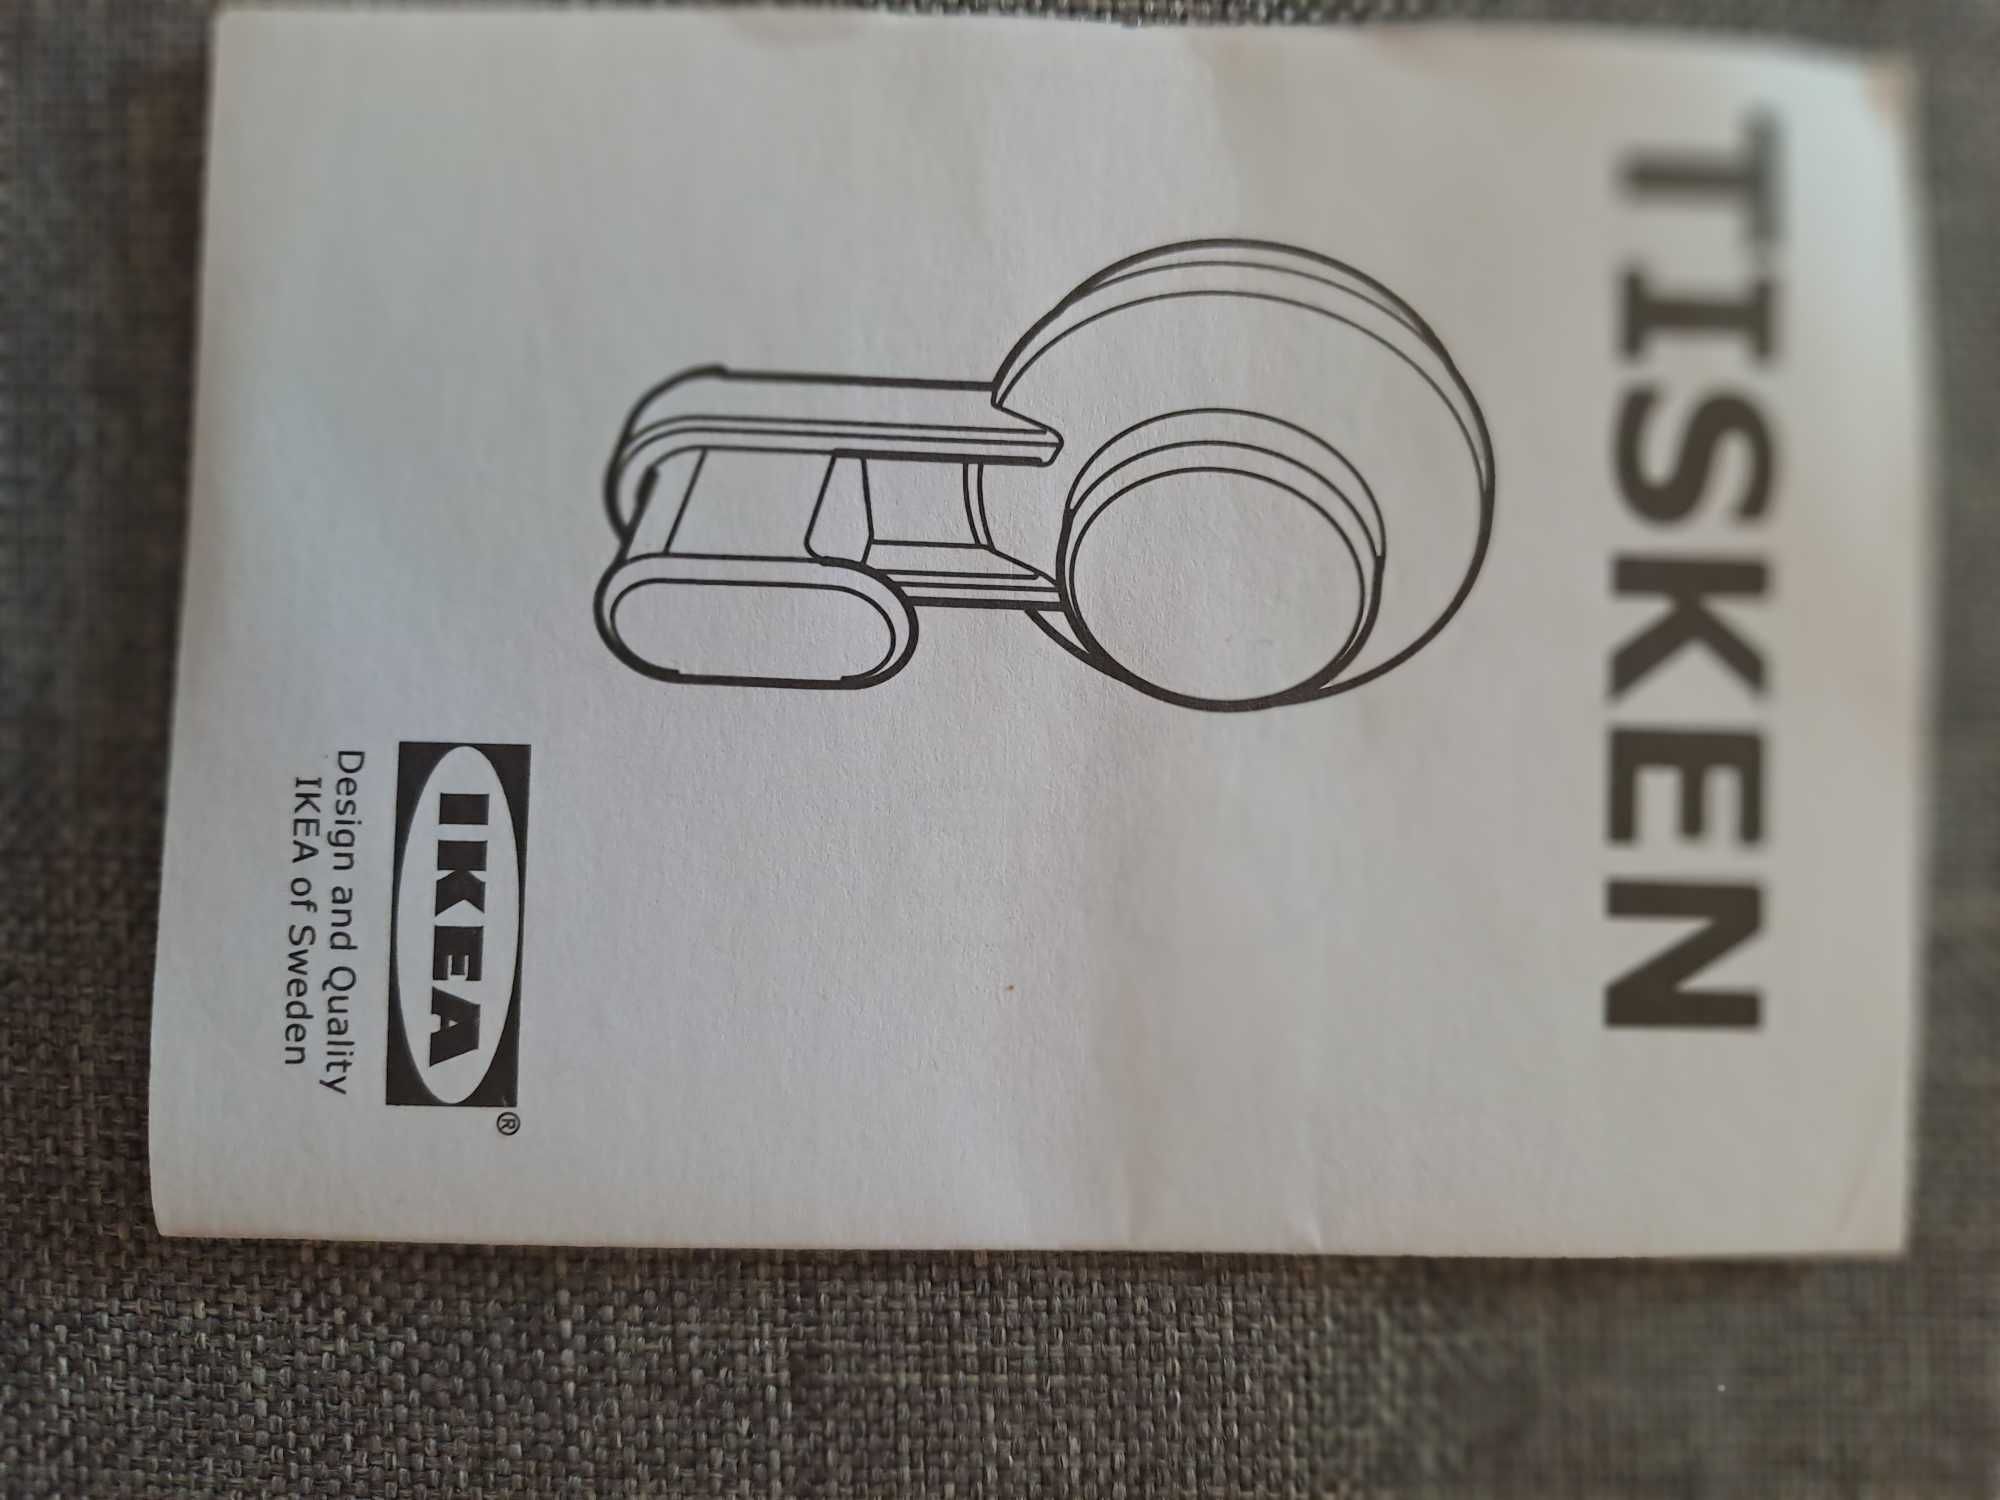 TISKEN
IKEA®
Design and Quality
IKEA of Sweden